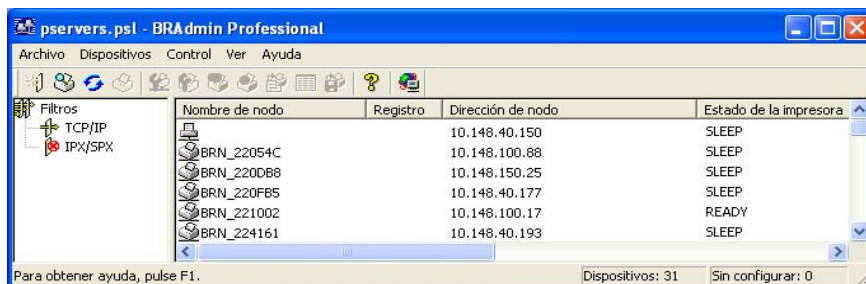 pservers.psl - BRAdmin Professional
Archivo Dispositivos Control Ver Ayuda
Filtros
TCP/IP
IPX/SPX
Nombre de nodo Registro Dirección de nodo Estado de la impresora
10.148.40.150 SLEEP
BRN_22054C 10.148.100.88 SLEEP
BRN_220DB8 10.148.150.25 SLEEP
BRN_220FB5 10.148.40.177 SLEEP
BRN_221002 10.148.100.17 READY
BRN_224161 10.148.40.193 SLEEP
Para obtener ayuda, pulse F1. Dispositivos: 31 Sin configurar: 0